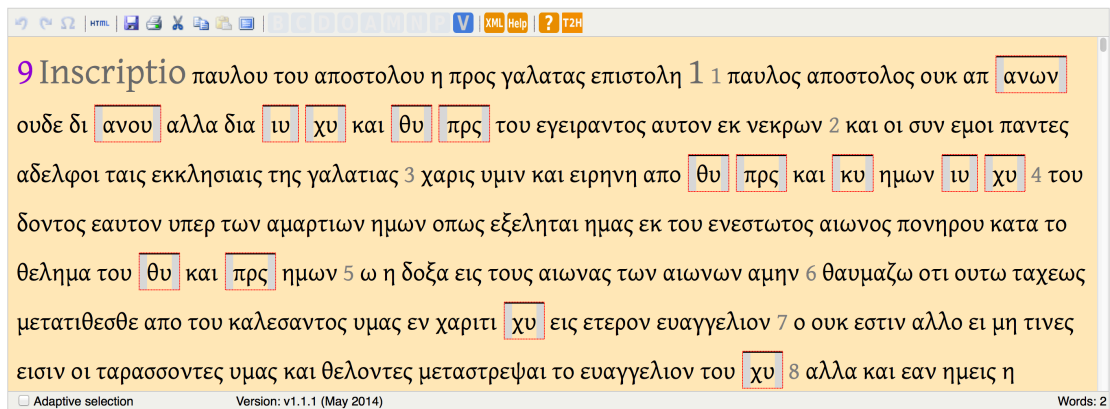 HTML B C D O A M N P V XML Help ? T2H
9 Inscriptio παυλου του αποστολου η προς γαλατας επιστολη 1 1 παυλος αποστολος ουκ απ ανων
ουδε δι ανου αλλα δια ιυ χυ και θυ πρς του εγειραντος αυτον εκ νεκρων 2 και οι συν εμοι παντες
αδελφοι ταις εκκλησιαις της γαλατιας 3 χαρις υμιν και ειρηνη απο θυ πρς και κυ ημων ιυ χυ 4 του
δοντος εαυτον υπερ των αμαρτιων ημων οπως εξεληται ημας εκ του ενεστωτος αιωνος πονηρου κατα το
θελημα του θυ και πρς ημων 5 ω η δοξα εις τους αιωνας των αιωνων αμην 6 θαυμαζω οτι ουτω ταχεως
μετατιθεσθε απο του καλεσαντος υμας εν χαριτι χυ εις ετερον ευαγγελιον 7 ο ουκ εστιν αλλο ει μη τινες
εισιν οι ταρασσοντες υμας και θελοντες μεταστρεψαι το ευαγγελιον του χυ 8 αλλα και εαν ημεις η
Adaptive selection Version: v1.1.1 (May 2014) Words: 2